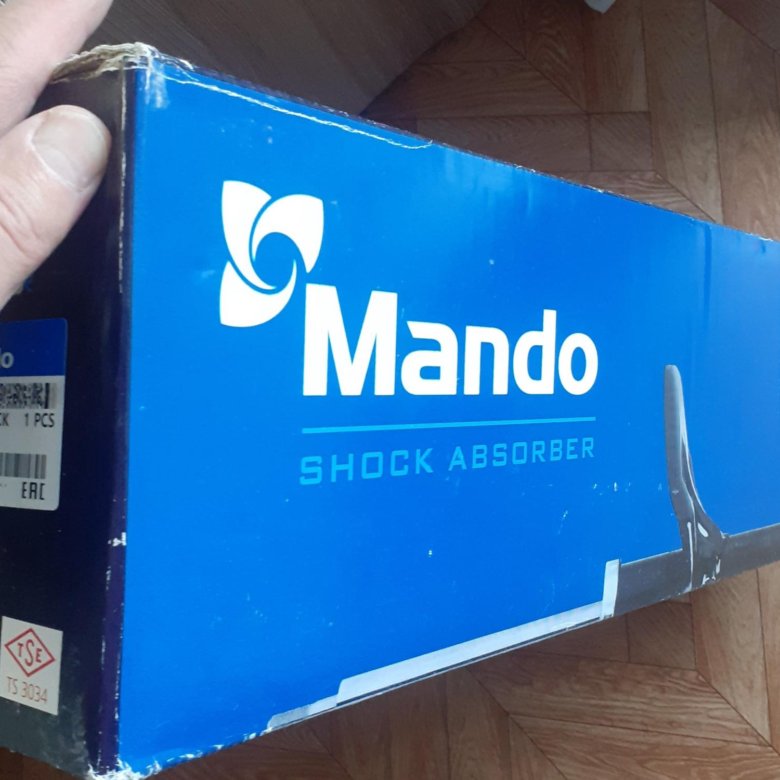 Mando
SHOCK ABSORBER
1 PCS
EAC
TSE
TS 3034